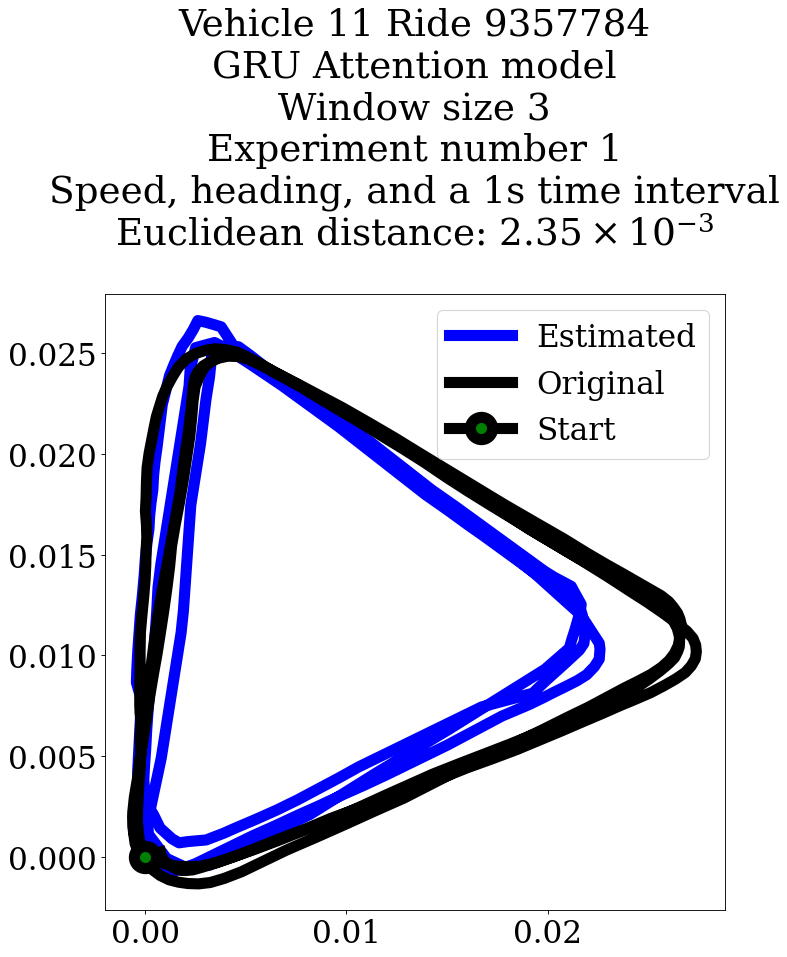 Vehicle 11 Ride 9357784
GRU Attention model
Window size 3
Experiment number 1
Speed, heading, and a 1s time interval
Euclidean distance: 2.35 × 10⁻³
Estimated
Original
Start
0.025
0.020
0.015
0.010
0.005
0.000
0.00 0.01 0.02